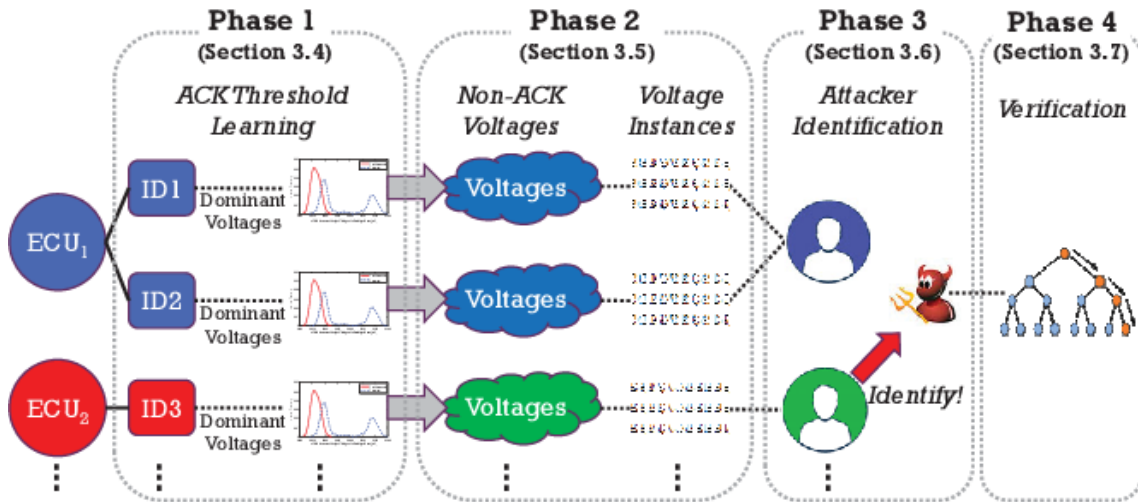 Phase 1
(Section 3.4)
Phase 2
(Section 3.5)
Phase 3
(Section 3.6)
Phase 4
(Section 3.7)
ACK Threshold
Learning
Non-ACK
Voltages
Voltage
Instances
Attacker
Identification
Verification
ECU1
ID1
Dominant
Voltages
Voltages
ID2
Dominant
Voltages
Voltages
ECU2
ID3
Dominant
Voltages
Voltages
Identify!